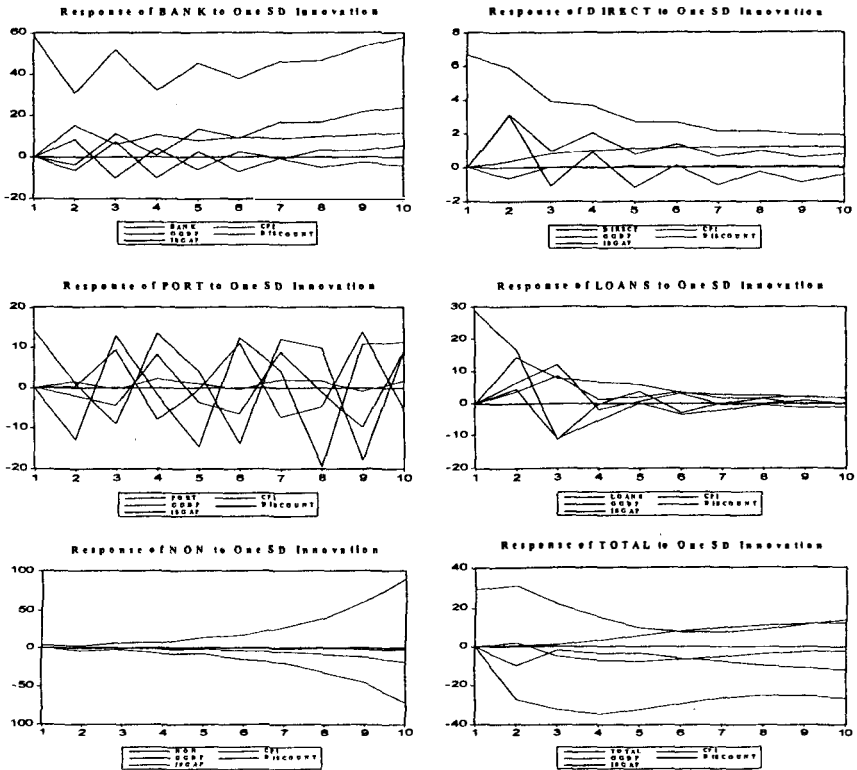 Response of BANK to One SD Innovation
60
40
20
0
-20
1 2 3 4 5 6 7 8 9 10
BANK CPI
GGDP DISCOUNT
ISGAP
Response of DIRECT to One SD Innovation
8
6
4
2
0
-2
1 2 3 4 5 6 7 8 9 10
DIRECT CPI
GGDP DISCOUNT
ISGAP
Response of PORT to One SD Innovation
20
10
0
-10
-20
1 2 3 4 5 6 7 8 9 10
PORT CPI
GGDP DISCOUNT
ISGAP
Response of LOANS to One SD Innovation
30
20
10
0
-10
-20
1 2 3 4 5 6 7 8 9 10
LOANS CPI
GGDP DISCOUNT
ISGAP
Response of NON to One SD Innovation
100
50
0
-50
100
1 2 3 4 5 6 7 8 9 10
NON CPI
GGDP DISCOUNT
ISGAP
Response of TOTAL to One SD Innovation
40
20
0
-20
-40
1 2 3 4 5 6 7 8 9 10
TOTAL CPI
GGDP DISCOUNT
ISGAP